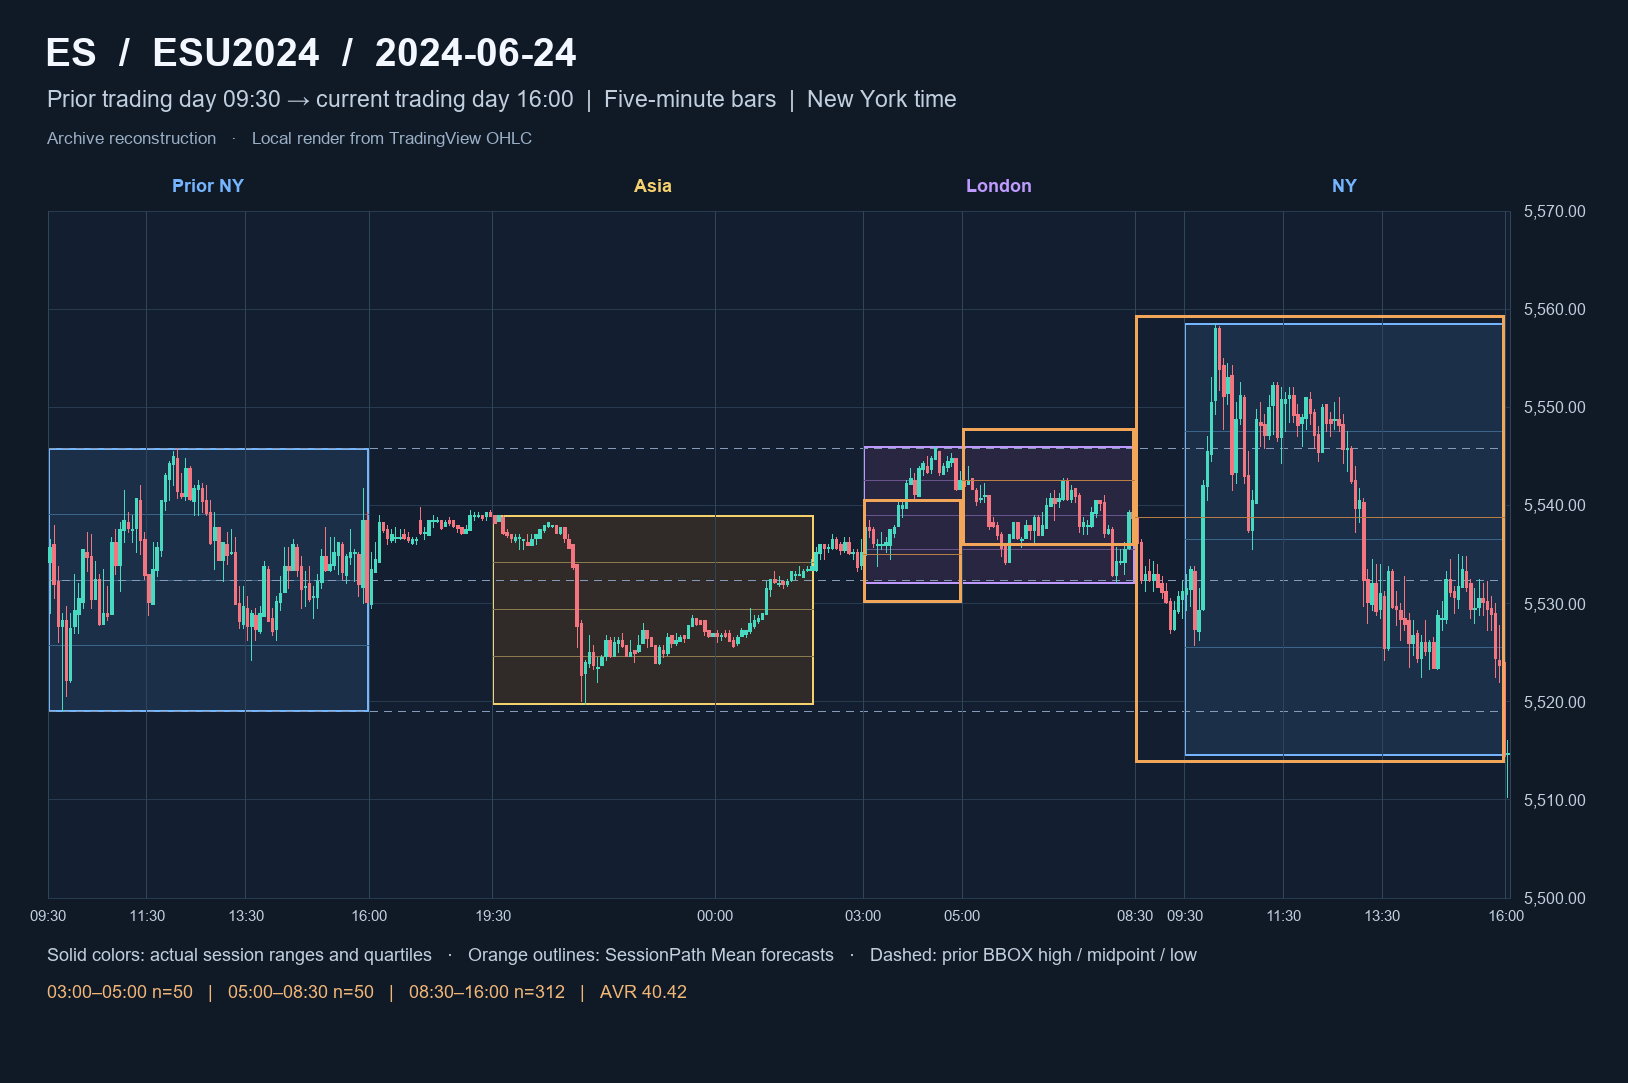 ES / ESU2024 / 2024-06-24
Prior trading day 09:30 → current trading day 16:00 | Five-minute bars | New York time
Archive reconstruction · Local render from TradingView OHLC
Prior NY Asia London NY
5,570.00
5,560.00
5,550.00
5,540.00
5,530.00
5,520.00
5,510.00
5,500.00
09:30 11:30 13:30 16:00 19:30 00:00 03:00 05:00 08:30 09:30 11:30 13:30 16:00
Solid colors: actual session ranges and quartiles · Orange outlines: SessionPath Mean forecasts · Dashed: prior BBOX high / midpoint / low
03:00–05:00 n=50 | 05:00–08:30 n=50 | 08:30–16:00 n=312 | AVR 40.42